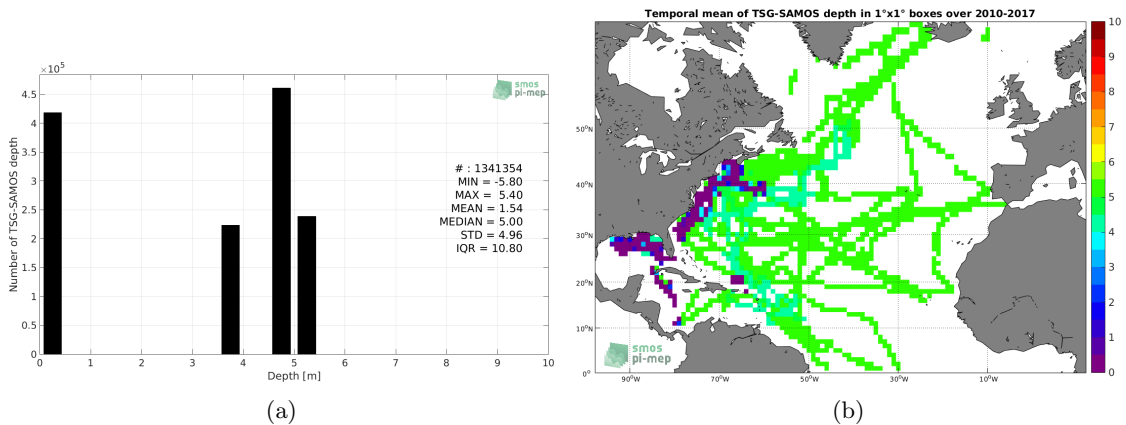 ×10⁵
4.5
4
3.5
3
2.5
2
1.5
1
0.5
0
Number of TSG-SAMOS depth
0 1 2 3 4 5 6 7 8 9 10
Depth [m]
smos
pi-mep
# : 1341354
MIN = -5.80
MAX = 5.40
MEAN = 1.54
MEDIAN = 5.00
STD = 4.96
IQR = 10.80
(a)
Temporal mean of TSG-SAMOS depth in 1°x1° boxes over 2010-2017
50°N
40°N
30°N
20°N
10°N
0°
90°W 70°W 50°W 30°W 10°W
smos
pi-mep
10
9
8
7
6
5
4
3
2
1
0
(b)